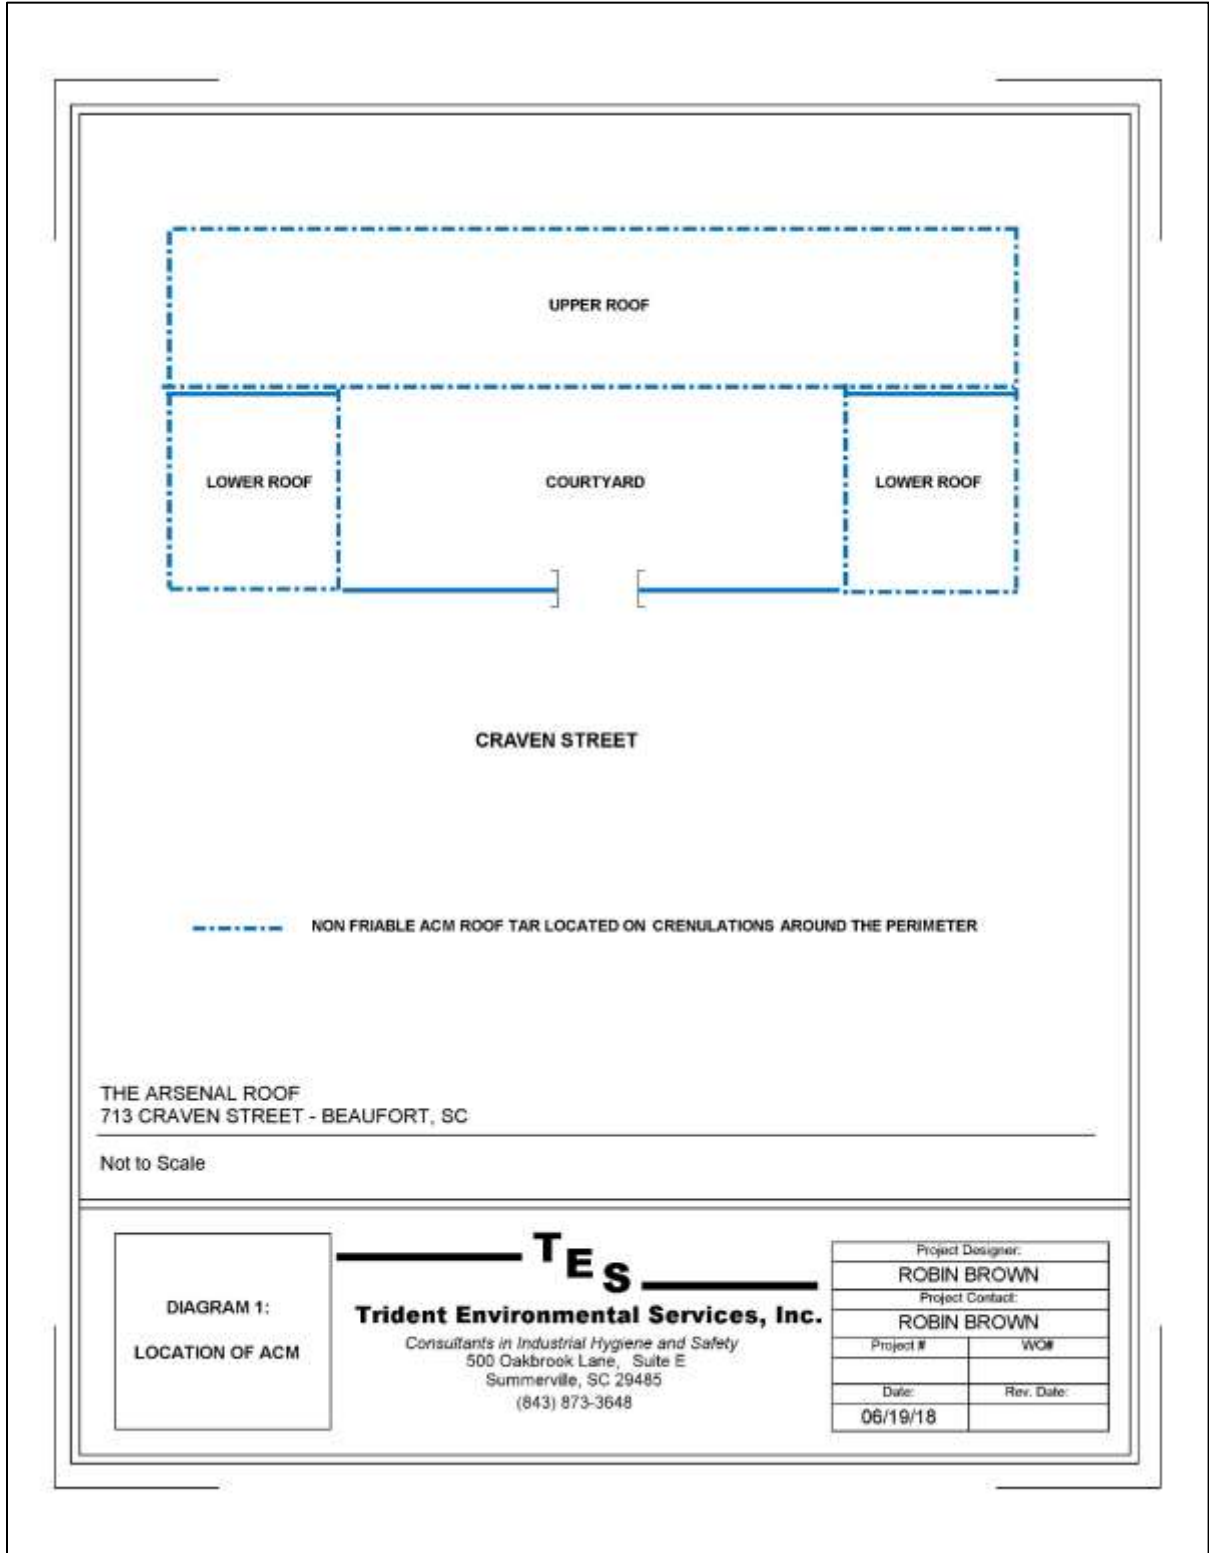 UPPER ROOF
LOWER ROOF
COURTYARD
LOWER ROOF
CRAVEN STREET
NON FRIABLE ACM ROOF TAR LOCATED ON CRENULATIONS AROUND THE PERIMETER
THE ARSENAL ROOF
713 CRAVEN STREET - BEAUFORT, SC
Not to Scale
DIAGRAM 1:
LOCATION OF ACM
TES
Trident Environmental Services, Inc.
Consultants in Industrial Hygiene and Safety
500 Oakbrook Lane, Suite E
Summerville, SC 29485
(843) 873-3648
Project Designer:
ROBIN BROWN
Project Contact:
ROBIN BROWN
Project # WO#
Date: Rev. Date:
06/19/18